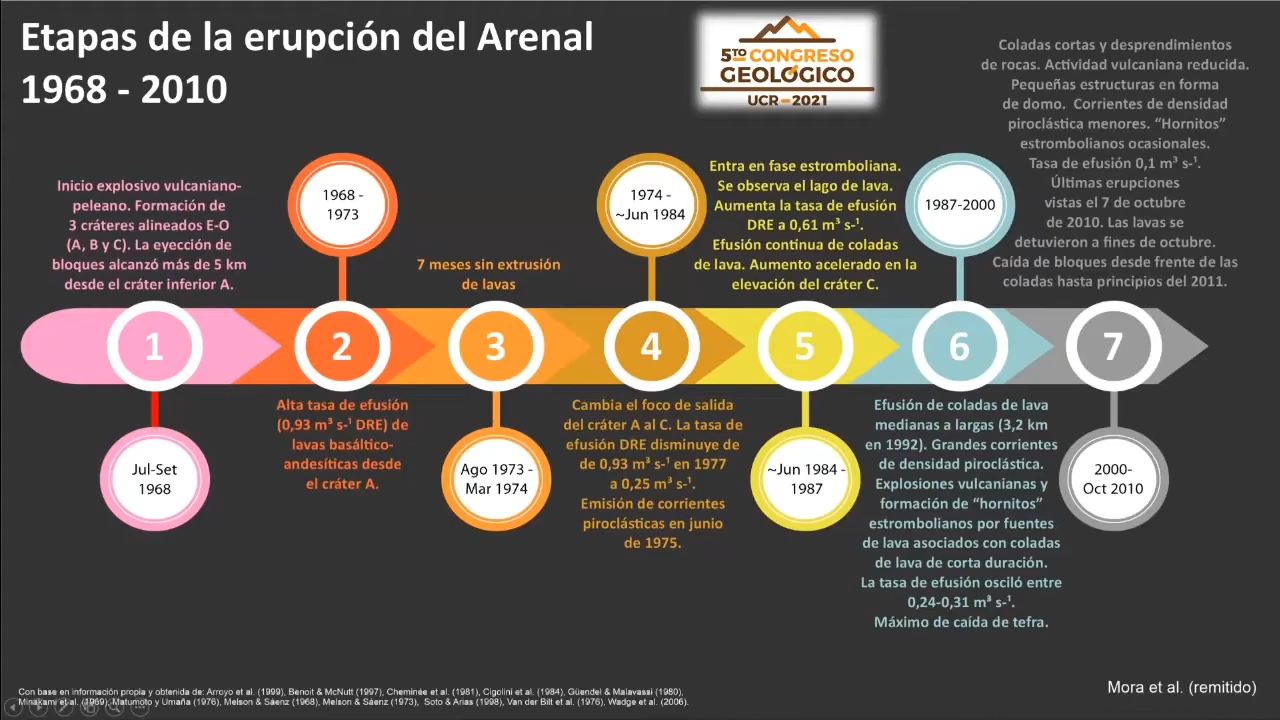 Etapas de la erupción del Arenal
1968 - 2010
5TO CONGRESO
GEOLÓGICO
UCR – 2021
Inicio explosivo vulcaniano-
peleano. Formación de
3 cráteres alineados E-O
(A, B y C). La eyección de
bloques alcanzó más de 5 km
desde el cráter inferior A.
1968 -
1973
7 meses sin extrusión
de lavas
1974 -
~Jun 1984
Entra en fase estromboliana.
Se observa el lago de lava.
Aumenta la tasa de efusión
DRE a 0,61 m³ s-¹.
Efusión continua de coladas
de lava. Aumento acelerado en la
elevación del cráter C.
1987-2000
Coladas cortas y desprendimientos
de rocas. Actividad vulcaniana reducida.
Pequeñas estructuras en forma
de domo. Corrientes de densidad
piroclástica menores. “Hornitos”
estrombolianos ocasionales.
Tasa de efusión 0,1 m³ s-¹.
Últimas erupciones
vistas el 7 de octubre
de 2010. Las lavas se
detuvieron a fines de octubre.
Caída de bloques desde frente de las
coladas hasta principios del 2011.
1
2
3
4
5
6
7
Jul-Set
1968
Alta tasa de efusión
(0,93 m³ s-¹ DRE) de
lavas basáltico-
andesíticas desde
el cráter A.
Ago 1973 -
Mar 1974
Cambia el foco de salida
del cráter A al C. La tasa de
efusión DRE disminuye de
de 0,93 m³ s-¹ en 1977
a 0,25 m³ s-¹.
Emisión de corrientes
piroclásticas en junio
de 1975.
~Jun 1984 -
1987
Efusión de coladas de lava
medianas a largas (3,2 km
en 1992). Grandes corrientes
de densidad piroclástica.
Explosiones vulcanianas y
formación de “hornitos”
estrombolianos por fuentes
de lava asociados con coladas
de lava de corta duración.
La tasa de efusión osciló entre
0,24-0,31 m³ s-¹.
Máximo de caída de tefra.
2000-
Oct 2010
Con base en información propia y obtenida de: Arroyo et al. (1999), Benoit & McNutt (1997), Cheminée et al. (1981), Cigolini et al. (1984), Güendel & Malavassi (1980),
Minakami et al. (1969), Matumoto y Umaña (1976), Melson & Sáenz (1968), Melson & Sáenz (1973), Soto & Arias (1998), Van der Bilt et al. (1976), Wadge et al. (2006).
Mora et al. (remitido)